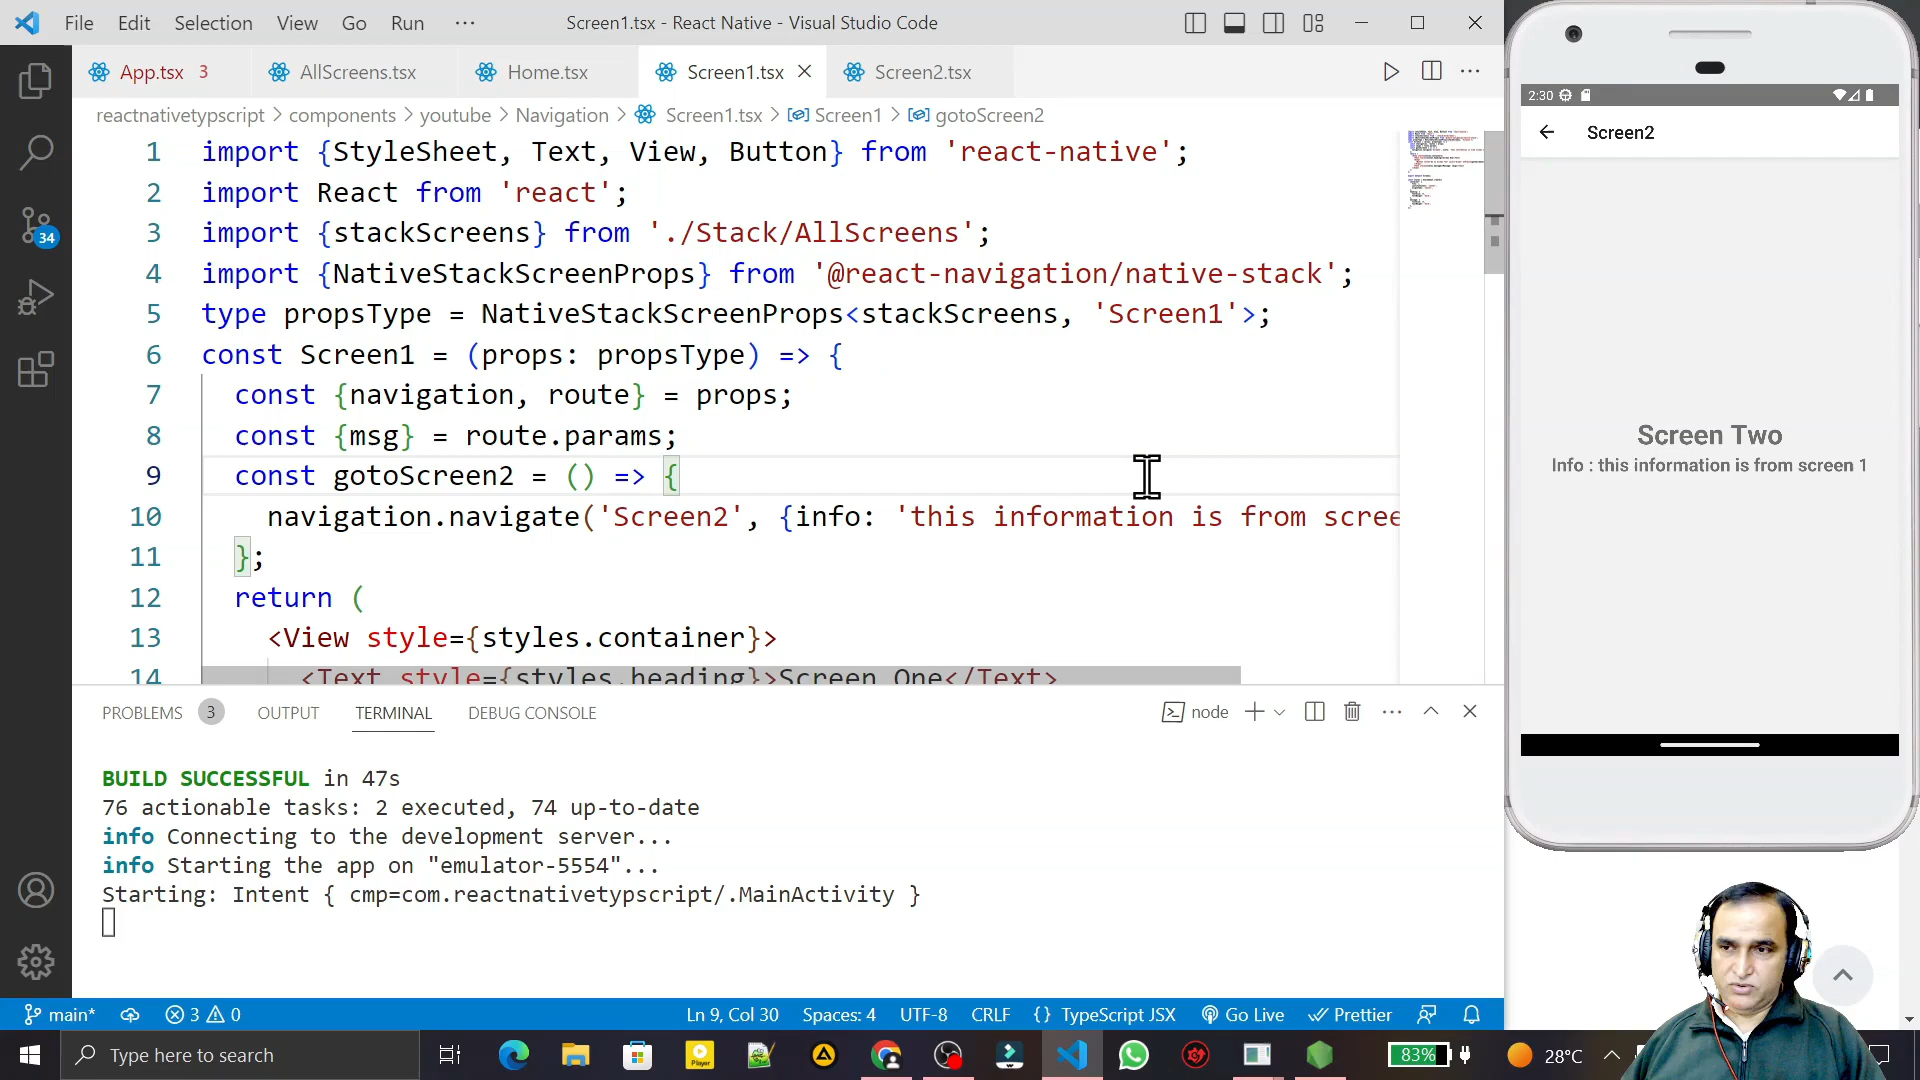 File Edit Selection View Go Run ··· Screen1.tsx - React Native - Visual Studio Code
App.tsx 3 AllScreens.tsx Home.tsx Screen1.tsx Screen2.tsx
reactnativetypscript > components > youtube > Navigation > Screen1.tsx > Screen1 > gotoScreen2
1 import {StyleSheet, Text, View, Button} from 'react-native';
2 import React from 'react';
3 import {stackScreens} from './Stack/AllScreens';
4 import {NativeStackScreenProps} from '@react-navigation/native-stack';
5 type propsType = NativeStackScreenProps<stackScreens, 'Screen1'>;
6 const Screen1 = (props: propsType) => {
7 const {navigation, route} = props;
8 const {msg} = route.params;
9 const gotoScreen2 = () => {
10 navigation.navigate('Screen2', {info: 'this information is from scree
11 };
12 return (
13 <View style={styles.container}>
14 <Text style={styles.heading}>Screen One</Text>
PROBLEMS 3 OUTPUT TERMINAL DEBUG CONSOLE node
BUILD SUCCESSFUL in 47s
76 actionable tasks: 2 executed, 74 up-to-date
info Connecting to the development server...
info Starting the app on "emulator-5554"...
Starting: Intent { cmp=com.reactnativetypscript/.MainActivity }
34
main* 3 0 Ln 9, Col 30 Spaces: 4 UTF-8 CRLF {} TypeScript JSX Go Live Prettier
Type here to search 83% 28°C
2:30
Screen2
Screen Two
Info : this information is from screen 1